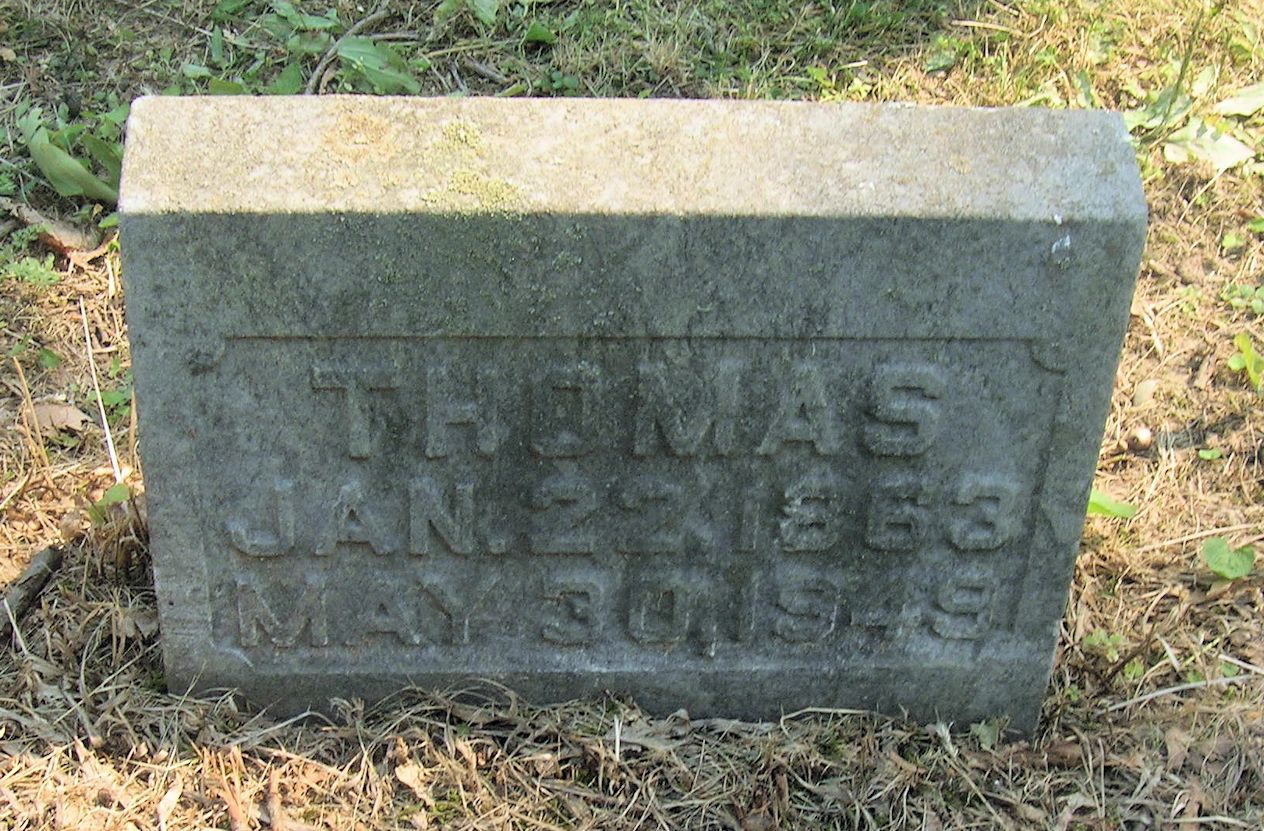 THOMAS
JAN. 22, 1863
MAY 30, 1949